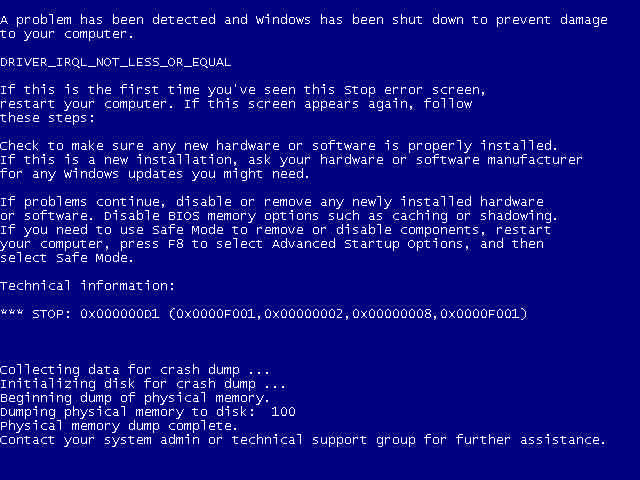 A problem has been detected and Windows has been shut down to prevent damage
to your computer.
DRIVER_IRQL_NOT_LESS_OR_EQUAL
If this is the first time you've seen this Stop error screen,
restart your computer. If this screen appears again, follow
these steps:
Check to make sure any new hardware or software is properly installed.
If this is a new installation, ask your hardware or software manufacturer
for any Windows updates you might need.
If problems continue, disable or remove any newly installed hardware
or software. Disable BIOS memory options such as caching or shadowing.
If you need to use Safe Mode to remove or disable components, restart
your computer, press F8 to select Advanced Startup Options, and then
select Safe Mode.
Technical information:
*** STOP: 0x000000D1 (0x0000F001,0x00000002,0x00000008,0x0000F001)
Collecting data for crash dump ...
Initializing disk for crash dump ...
Beginning dump of physical memory.
Dumping physical memory to disk:  100
Physical memory dump complete.
Contact your system admin or technical support group for further assistance.